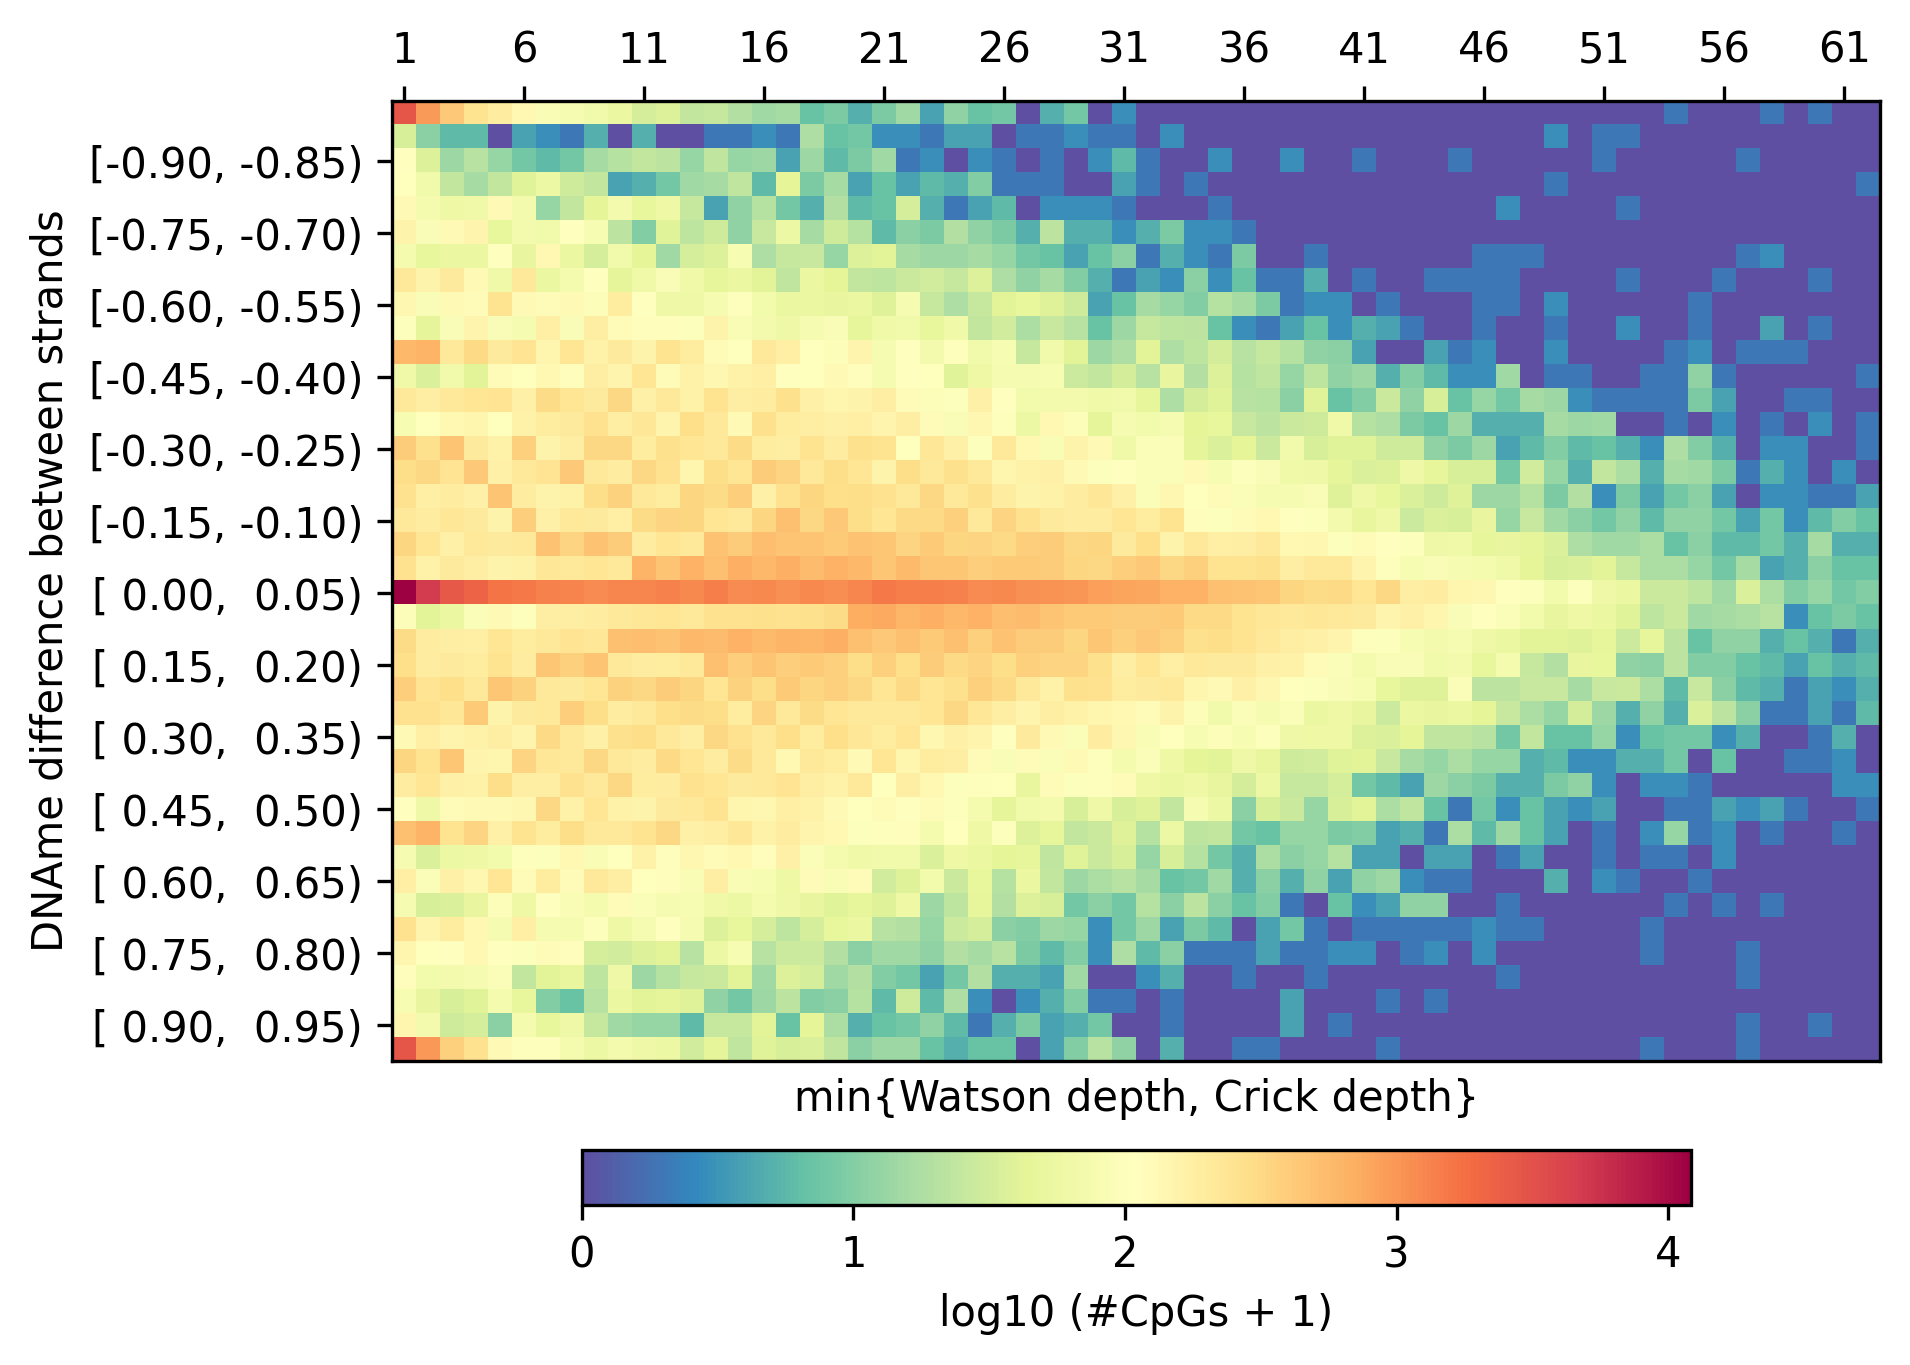 1 6 11 16 21 26 31 36 41 46 51 56 61
DNAme difference between strands
[-0.90, -0.85)
[-0.75, -0.70)
[-0.60, -0.55)
[-0.45, -0.40)
[-0.30, -0.25)
[-0.15, -0.10)
[ 0.00,  0.05)
[ 0.15,  0.20)
[ 0.30,  0.35)
[ 0.45,  0.50)
[ 0.60,  0.65)
[ 0.75,  0.80)
[ 0.90,  0.95)
min{Watson depth, Crick depth}
0 1 2 3 4
log10 (#CpGs + 1)